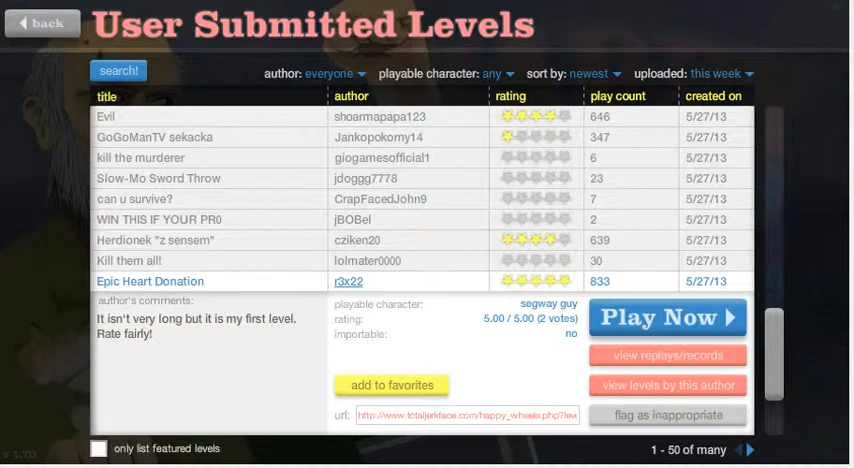 back
User Submitted Levels
search!
author: everyone playable character: any sort by: newest uploaded: this week
title author rating play count created on
Evil shoarmapapa123 646 5/27/13
GoGoManTV sekacka Jankopokorny14 347 5/27/13
kill the murderer giogamesofficial1 6 5/27/13
Slow-Mo Sword Throw jdoggg7778 23 5/27/13
can u survive? CrapFacedJohn9 7 5/27/13
WIN THIS IF YOUR PR0 jBOBel 2 5/27/13
Herdionek "z sensem" cziken20 639 5/27/13
Kill them all! lolmater0000 30 5/27/13
Epic Heart Donation r3x22 833 5/27/13
author's comments:
It isn't very long but it is my first level.
Rate fairly!
playable character: segway guy
rating: 5.00 / 5.00 (2 votes)
importable: no
Play Now
view replays/records
add to favorites
view levels by this author
url: http://www.totaljerkface.com/happy_wheels.php?lev
flag as inappropriate
only list featured levels
1 - 50 of many